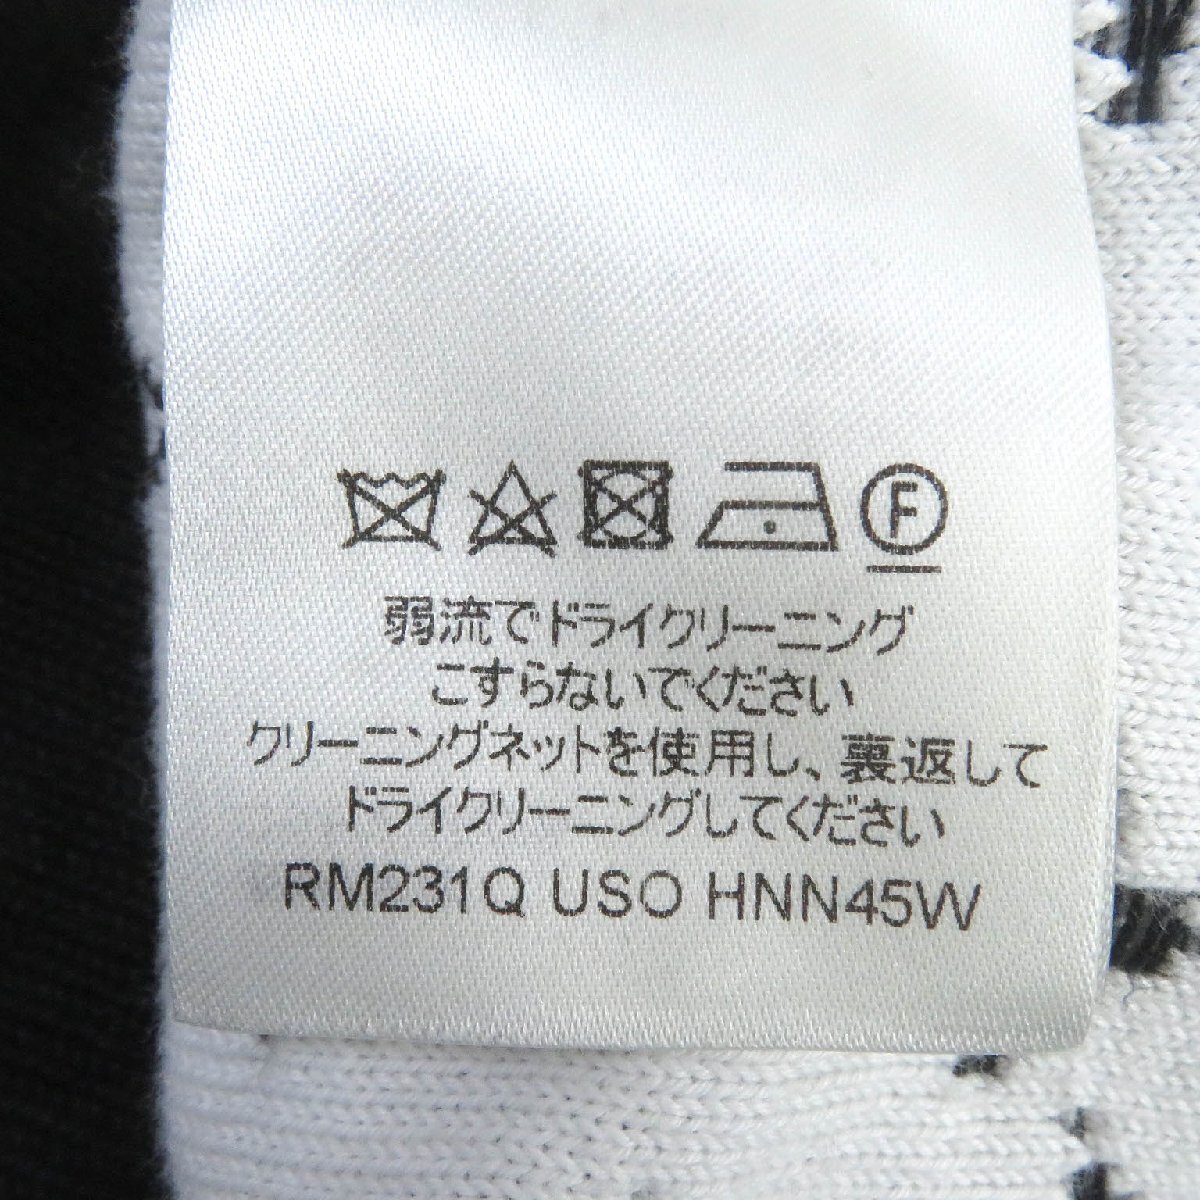 F
弱流でドライクリーニング
こすらないでください
クリーニングネットを使用し、裏返して
ドライクリーニングしてください
RM231Q USO HNN45W